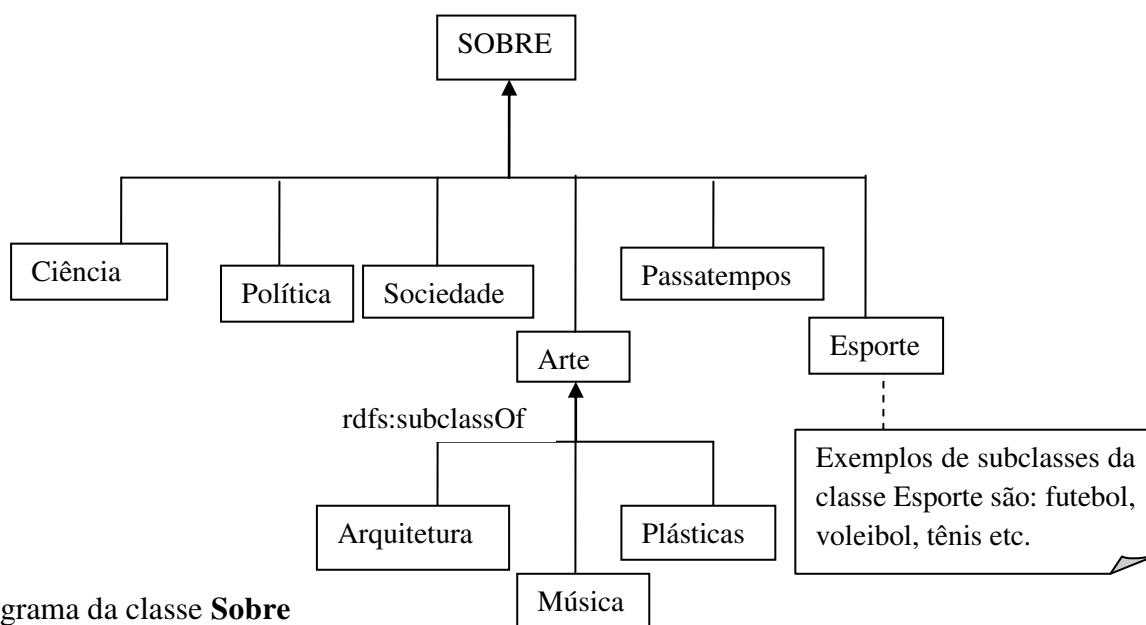 SOBRE
Ciência
Política
Sociedade
Passatempos
Arte
Esporte
rdfs:subclassOf
Exemplos de subclasses da
classe Esporte são: futebol,
voleibol, tênis etc.
Arquitetura
Plásticas
Música
grama da classe Sobre